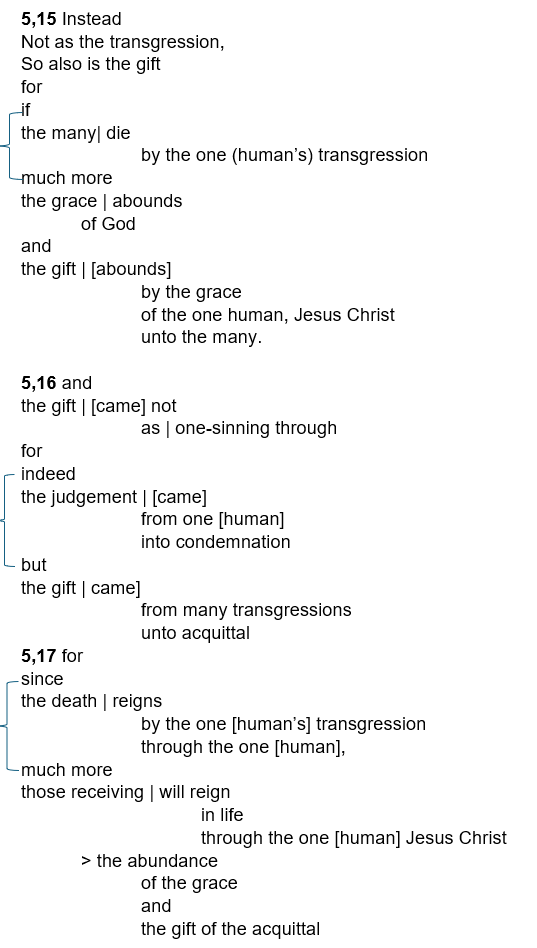 5,15 Instead
Not as the transgression,
So also is the gift
for
if
the many| die
by the one (human’s) transgression
much more
the grace | abounds
of God
and
the gift | [abounds]
by the grace
of the one human, Jesus Christ
unto the many.
5,16 and
the gift | [came] not
as | one-sinning through
for
indeed
the judgement | [came]
from one [human]
into condemnation
but
the gift | came]
from many transgressions
unto acquittal
5,17 for
since
the death | reigns
by the one [human’s] transgression
through the one [human],
much more
those receiving | will reign
in life
through the one [human] Jesus Christ
> the abundance
of the grace
and
the gift of the acquittal